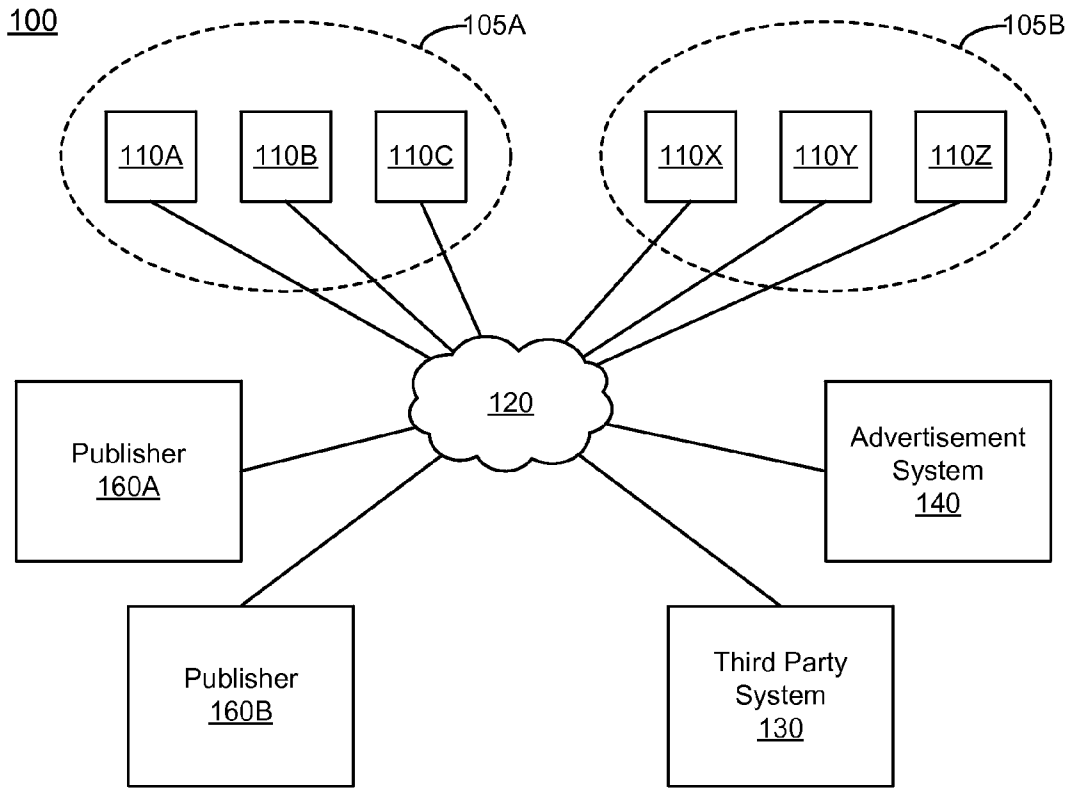 100
105A
105B
110A
110B
110C
110X
110Y
110Z
120
Publisher
160A
Advertisement
System
140
Publisher
160B
Third Party
System
130